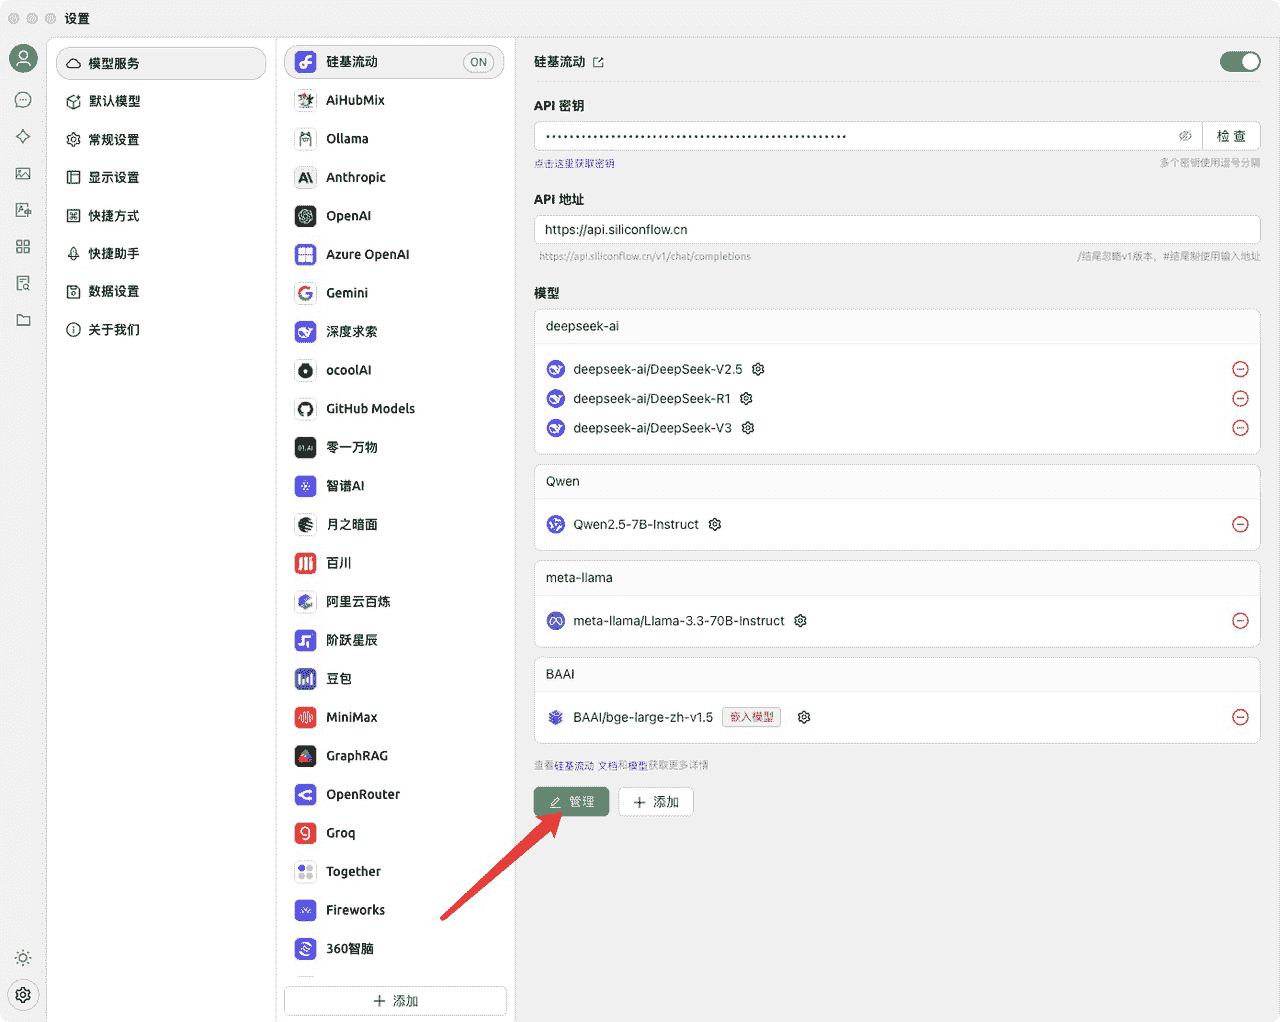 设置
模型服务
默认模型
常规设置
显示设置
快捷方式
快捷助手
数据设置
关于我们
硅基流动 ON
AiHubMix
Ollama
Anthropic
OpenAI
Azure OpenAI
Gemini
深度求索
ocoolAI
GitHub Models
零一万物
智谱AI
月之暗面
百川
阿里云百炼
阶跃星辰
豆包
MiniMax
GraphRAG
OpenRouter
Groq
Together
Fireworks
360智脑
添加
硅基流动
API 密钥
检 查
点击这里获取密钥 多个密钥使用逗号分隔
API 地址
https://api.siliconflow.cn
https://api.siliconflow.cn/v1/chat/completions /结尾忽略v1版本，#结尾制使用输入地址
模型
deepseek-ai
deepseek-ai/DeepSeek-V2.5
deepseek-ai/DeepSeek-R1
deepseek-ai/DeepSeek-V3
Qwen
Qwen2.5-7B-Instruct
meta-llama
meta-llama/Llama-3.3-70B-Instruct
BAAI
BAAI/bge-large-zh-v1.5 嵌入模型
查看硅基流动 文档和模型获取更多详情
管理 添加